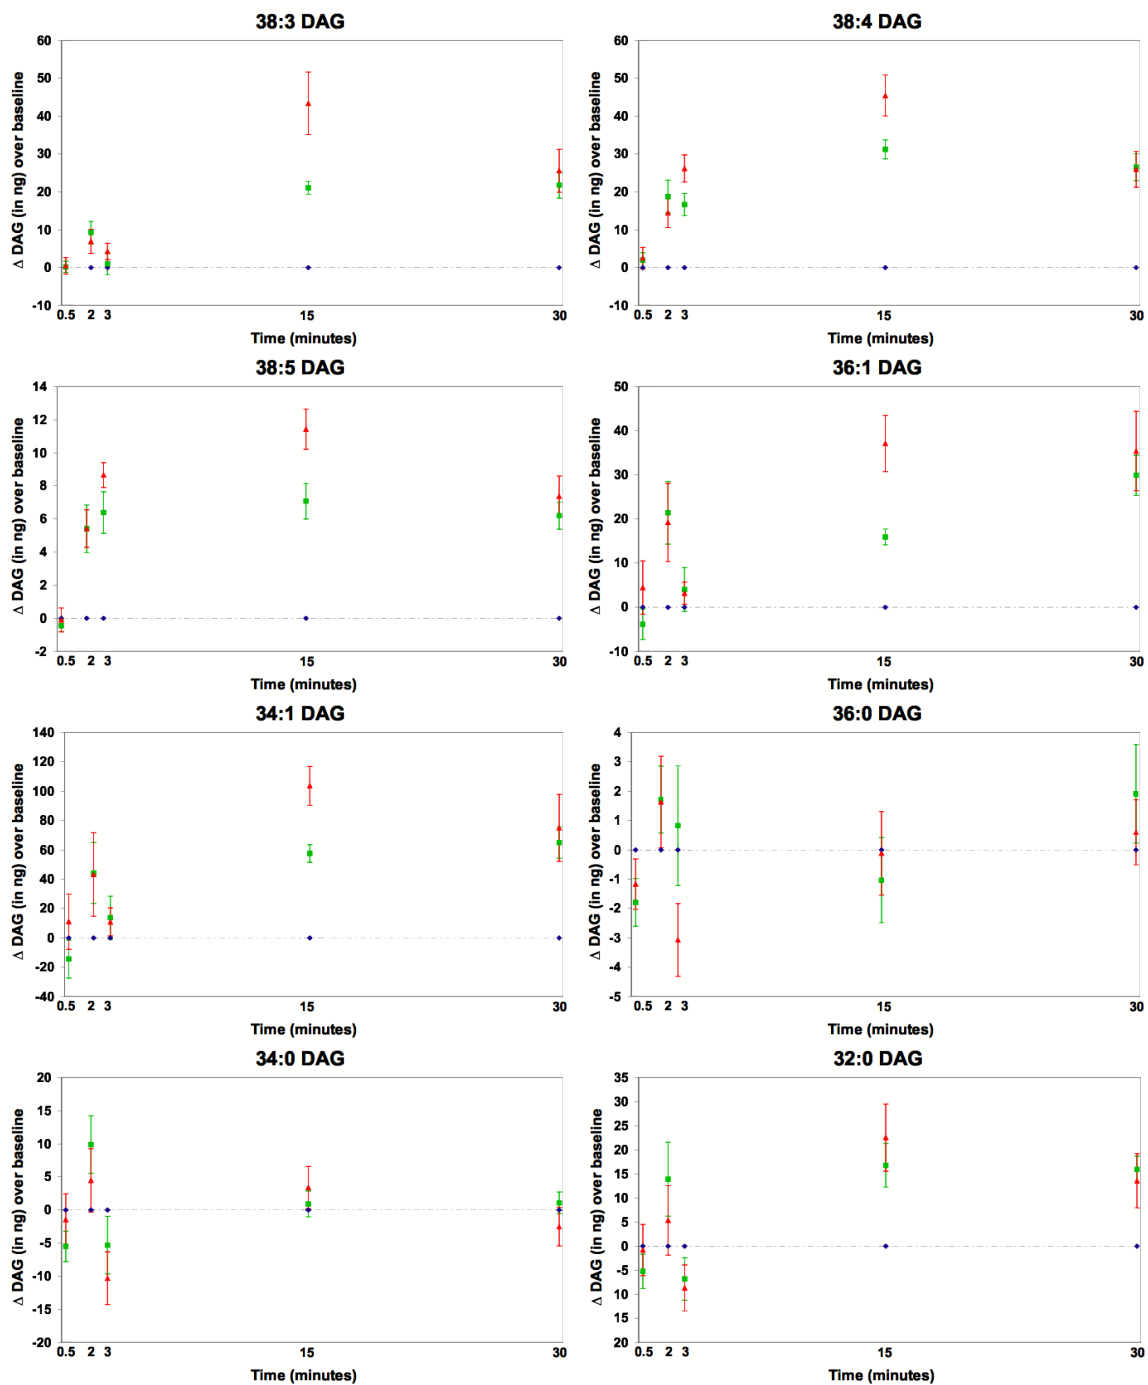 38:3 DAG
60
50
40
30
20
10
0
-10
Δ DAG (in ng) over baseline
0.5 2 3 15 30
Time (minutes)
38:4 DAG
60
50
40
30
20
10
0
-10
Δ DAG (in ng) over baseline
0.5 2 3 15 30
Time (minutes)
38:5 DAG
14
12
10
8
6
4
2
0
-2
Δ DAG (in ng) over baseline
0.5 2 3 15 30
Time (minutes)
36:1 DAG
50
40
30
20
10
0
-10
Δ DAG (in ng) over baseline
0.5 2 3 15 30
Time (minutes)
34:1 DAG
140
120
100
80
60
40
20
0
-20
-40
Δ DAG (in ng) over baseline
0.5 2 3 15 30
Time (minutes)
36:0 DAG
4
3
2
1
0
-1
-2
-3
-4
-5
Δ DAG (in ng) over baseline
0.5 2 3 15 30
Time (minutes)
34:0 DAG
20
15
10
5
0
-5
-10
-15
-20
Δ DAG (in ng) over baseline
0.5 2 3 15 30
Time (minutes)
32:0 DAG
35
30
25
20
15
10
5
0
-5
10
15
20
Δ DAG (in ng) over baseline
0.5 2 3 15 30
Time (minutes)